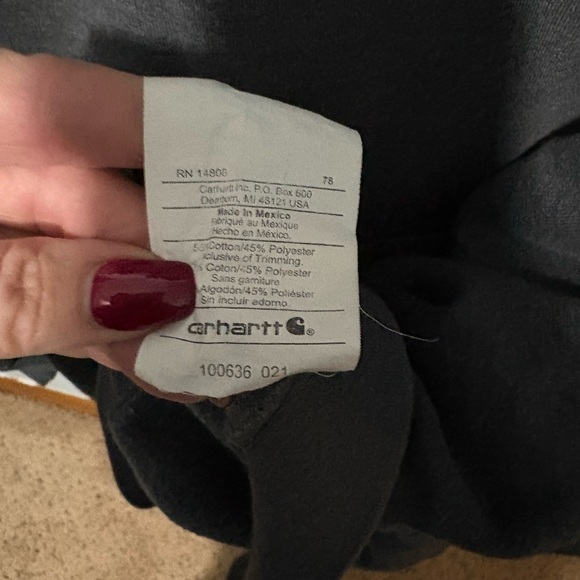 RN 14806 78
Carhartt Inc. P.O. Box 600
Dearborn, MI 48121 USA
Made in Mexico
Fabriqué au Mexique
Hecho en México.
Cotton/45% Polyester
clusive of Trimming.
Coton/45% Polyester
Sans garniture
Algodón/45% Poliéster
Sin incluir adorno.
arhartt ®
100636 021